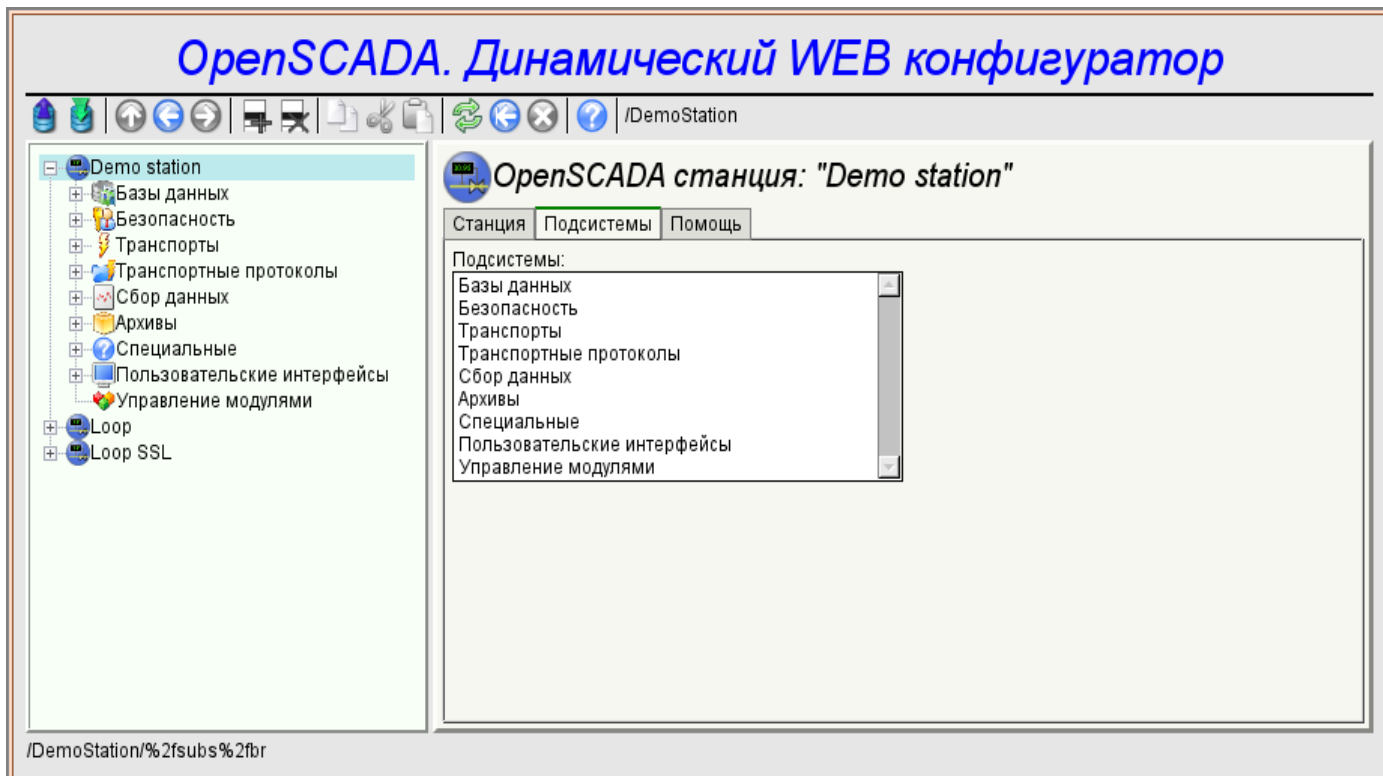 OpenSCADA. Динамический WEB конфигуратор
/DemoStation
Demo station
Базы данных
Безопасность
Транспорты
Транспортные протоколы
Сбор данных
Архивы
Специальные
Пользовательские интерфейсы
Управление модулями
Loop
Loop SSL
OpenSCADA станция: "Demo station"
Станция Подсистемы Помощь
Подсистемы:
Базы данных
Безопасность
Транспорты
Транспортные протоколы
Сбор данных
Архивы
Специальные
Пользовательские интерфейсы
Управление модулями
/DemoStation/%2fsubs%2fbr